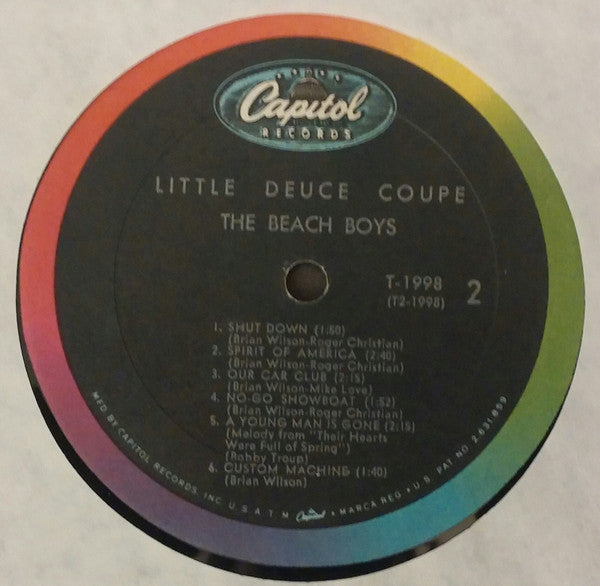 Capitol
RECORDS
LITTLE DEUCE COUPE
THE BEACH BOYS
T-1998
(T2-1998)
2
1. SHUT DOWN (1:50)
(Brian Wilson-Roger Christian)
2. SPIRIT OF AMERICA (2:40)
(Brian Wilson-Roger Christian)
3. OUR CAR CLUB (2:15)
(Brian Wilson-Mike Love)
4. NO-GO SHOWBOAT (1:52)
(Brian Wilson-Roger Christian)
5. A YOUNG MAN IS GONE (2:15)
(Melody from "Their Hearts
Were Full of Spring")
(Bobby Troup)
6. CUSTOM MACHINE (1:40)
(Brian Wilson)
MFD. BY CAPITOL RECORDS, INC. U.S.A. T.M. Capitol • MARCA REG. • U.S. PAT. NO. 2,631,859